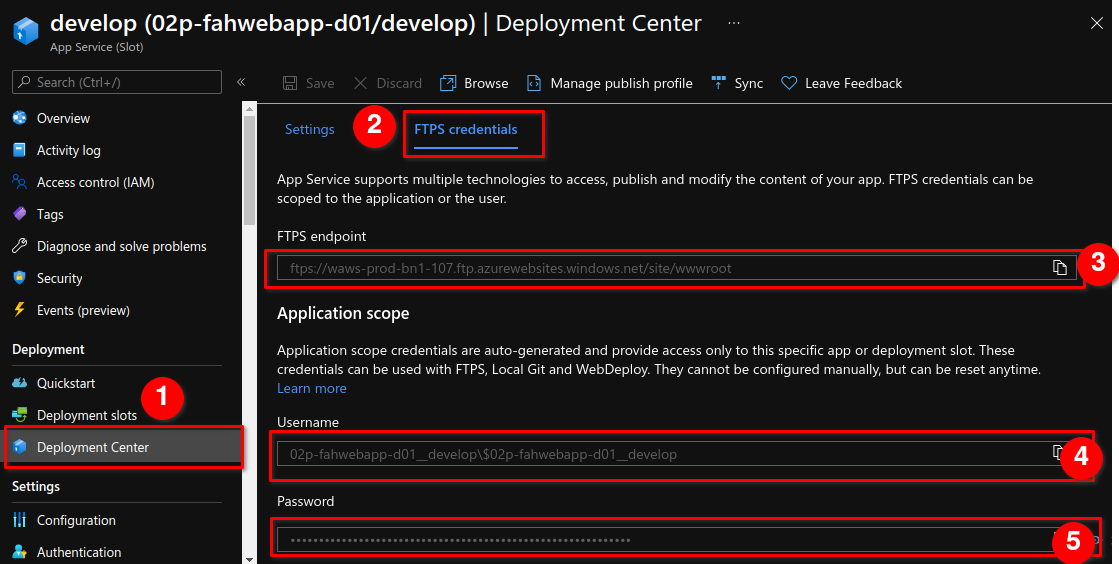 develop (02p-fahwebapp-d01/develop) | Deployment Center ...
App Service (Slot)
Search (Ctrl+/)
«
Overview
Activity log
Access control (IAM)
Tags
Diagnose and solve problems
Security
Events (preview)
Deployment
Quickstart
1
Deployment slots
Deployment Center
Settings
Configuration
Authentication
Save
Discard
Browse
Manage publish profile
Sync
Leave Feedback
Settings
2
FTPS credentials
App Service supports multiple technologies to access, publish and modify the content of your app. FTPS credentials can be
scoped to the application or the user.
FTPS endpoint
ftps://waws-prod-bn1-107.ftp.azurewebsites.windows.net/site/wwwroot
3
Application scope
Application scope credentials are auto-generated and provide access only to this specific app or deployment slot. These
credentials can be used with FTPS, Local Git and WebDeploy. They cannot be configured manually, but can be reset anytime.
Learn more
Username
02p-fahwebapp-d01__develop\$02p-fahwebapp-d01__develop
4
Password
5